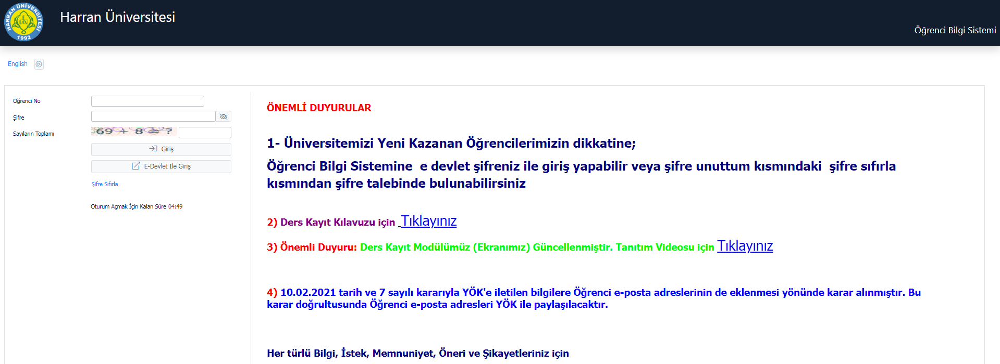 HARRAN ÜNİVERSİTESİ
1992
Harran Üniversitesi
Öğrenci Bilgi Sistemi
English
Öğrenci No
Şifre
Sayıların Toplamı 69 + 8 = ?
Giriş
E-Devlet İle Giriş
Şifre Sıfırla
Oturum Açmak İçin Kalan Süre 04:49
ÖNEMLİ DUYURULAR
1- Üniversitemizi Yeni Kazanan Öğrencilerimizin dikkatine;
Öğrenci Bilgi Sistemine e devlet şifreniz ile giriş yapabilir veya şifre unuttum kısmındaki şifre sıfırla
kısmından şifre talebinde bulunabilirsiniz
2) Ders Kayıt Kılavuzu için Tıklayınız
3) Önemli Duyuru: Ders Kayıt Modülümüz (Ekranımız) Güncellenmiştir. Tanıtım Videosu için Tıklayınız
4) 10.02.2021 tarih ve 7 sayılı kararıyla YÖK'e iletilen bilgilere Öğrenci e-posta adreslerinin de eklenmesi yönünde karar alınmıştır. Bu
karar doğrultusunda Öğrenci e-posta adresleri YÖK ile paylaşılacaktır.
Her türlü Bilgi, İstek, Memnuniyet, Öneri ve Şikayetleriniz için